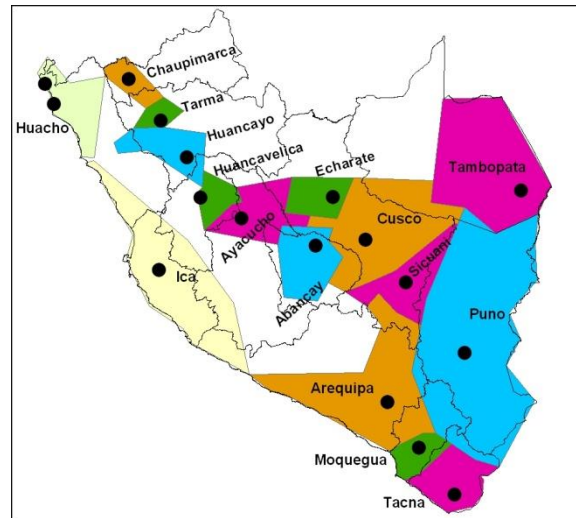 Chaupimarca
Tarma
Huacho
Huancayo
Huancavelica
Echarate
Tambopata
Ayacucho
Cusco
Sicuani
Ica
Abancay
Puno
Arequipa
Moquegua
Tacna